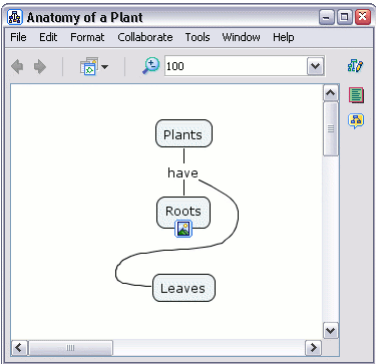 Anatomy of a Plant
File Edit Format Collaborate Tools Window Help
100
Plants
have
Roots
Leaves